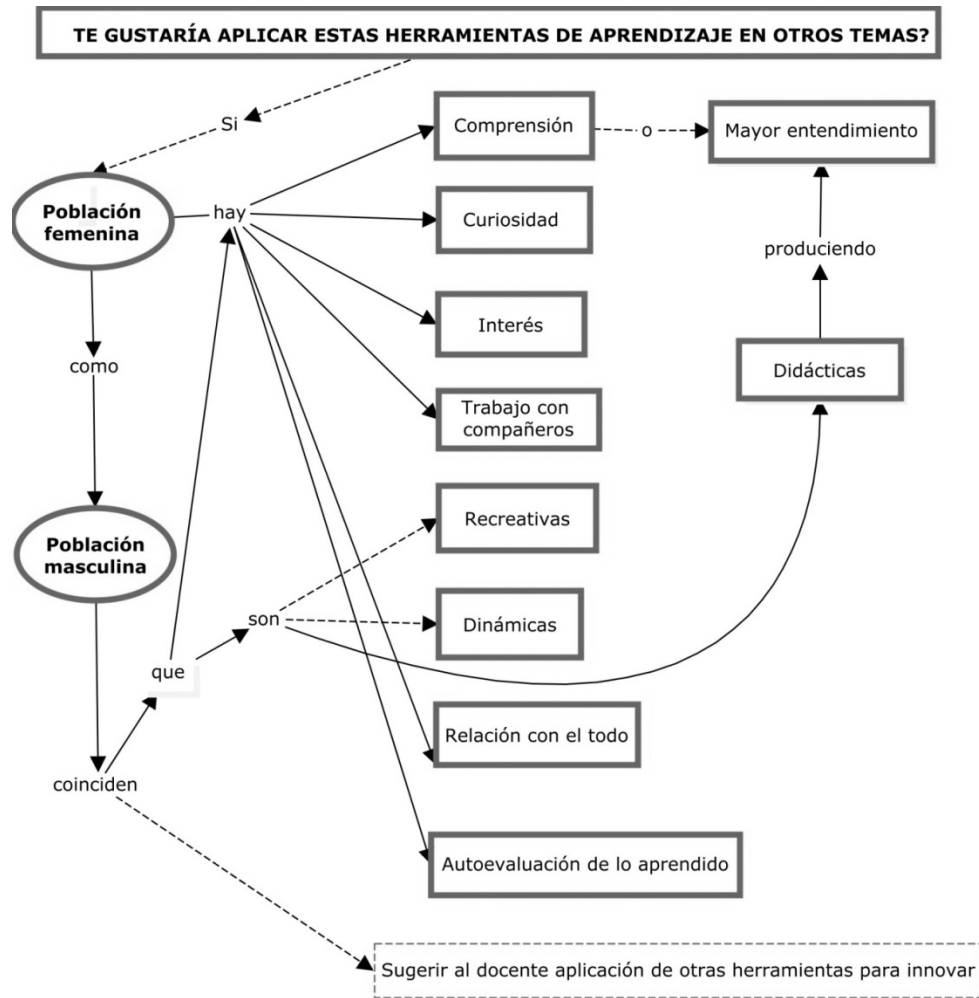 TE GUSTARÍA APLICAR ESTAS HERRAMIENTAS DE APRENDIZAJE EN OTROS TEMAS?
Si
Comprensión
o
Mayor entendimiento
Población
femenina
hay
Curiosidad
produciendo
Interés
como
Didácticas
Trabajo con
compañeros
Recreativas
Población
masculina
son
Dinámicas
que
Relación con el todo
coinciden
Autoevaluación de lo aprendido
Sugerir al docente aplicación de otras herramientas para innovar